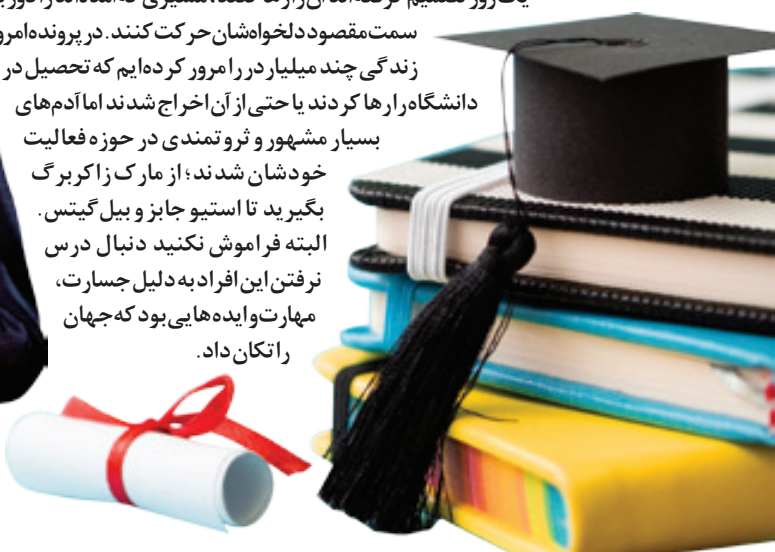 سمت مقصود دلخواه‌شان حرکت کنند. در پرونده امروز
زندگی چند میلیاردر را مرور کرده‌ایم که تحصیل در
دانشگاه را رها کردند یا حتی از آن اخراج شدند اما آدم‌های
بسیار مشهور و ثروتمندی در حوزه فعالیت
خودشان شدند؛ از مارک زاکربرگ
بگیرید تا استیو جابز و بیل گیتس.
البته فراموش نکنید دنبال درس
نرفتن این افراد به دلیل جسارت،
مهارت و ایده‌هایی بود که جهان
را تکان داد.